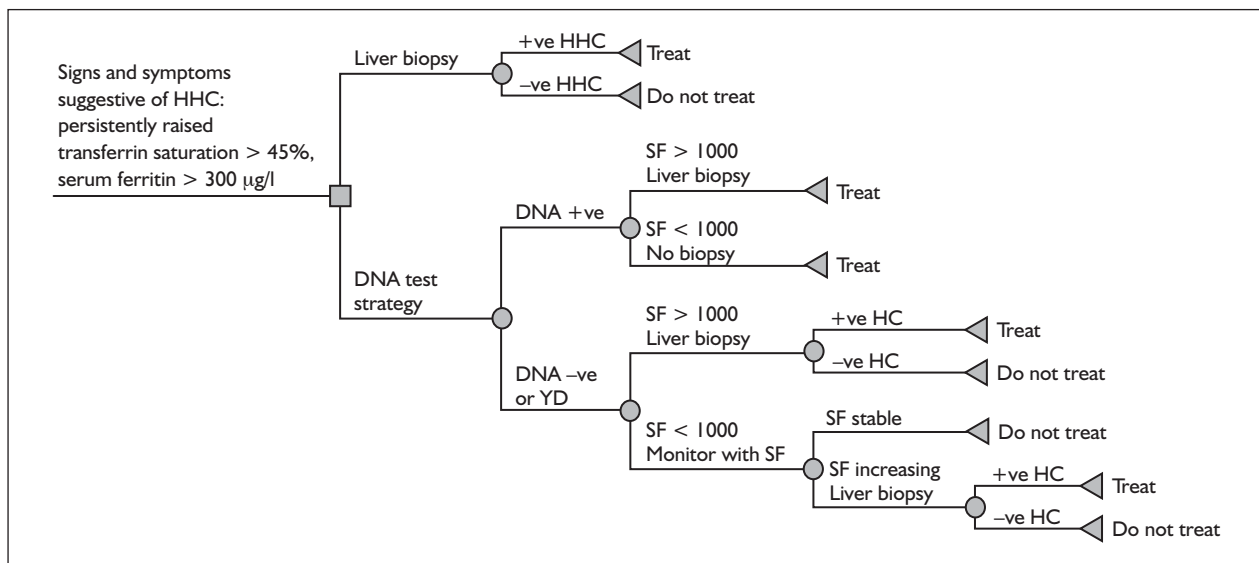 Signs and symptoms
suggestive of HHC:
persistently raised
transferrin saturation > 45%,
serum ferritin > 300 μg/l
Liver biopsy
+ve HHC
Treat
–ve HHC
Do not treat
DNA test
strategy
DNA +ve
SF > 1000
Liver biopsy
Treat
SF < 1000
No biopsy
Treat
DNA –ve
or YD
SF > 1000
Liver biopsy
+ve HC
Treat
–ve HC
Do not treat
SF < 1000
Monitor with SF
SF stable
Do not treat
SF increasing
Liver biopsy
+ve HC
Treat
–ve HC
Do not treat